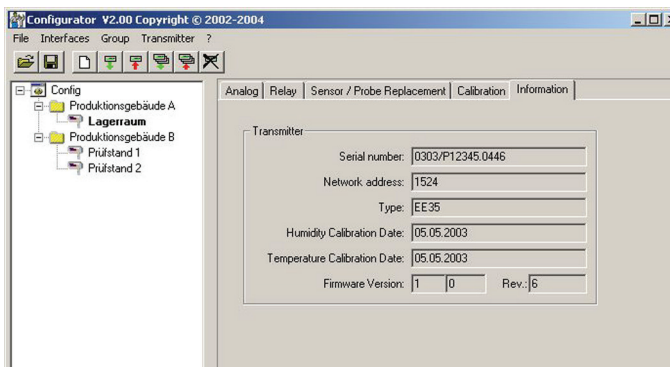 Configurator V2.00 Copyright © 2002-2004
File Interfaces Group Transmitter ?
Config
Produktionsgebäude A
Lagerraum
Produktionsgebäude B
Prüfstand 1
Prüfstand 2
Analog Relay Sensor / Probe Replacement Calibration Information
Transmitter
Serial number: 0303/P12345.0446
Network address: 1524
Type: EE35
Humidity Calibration Date: 05.05.2003
Temperature Calibration Date: 05.05.2003
Firmware Version: 1 0 Rev.: 6